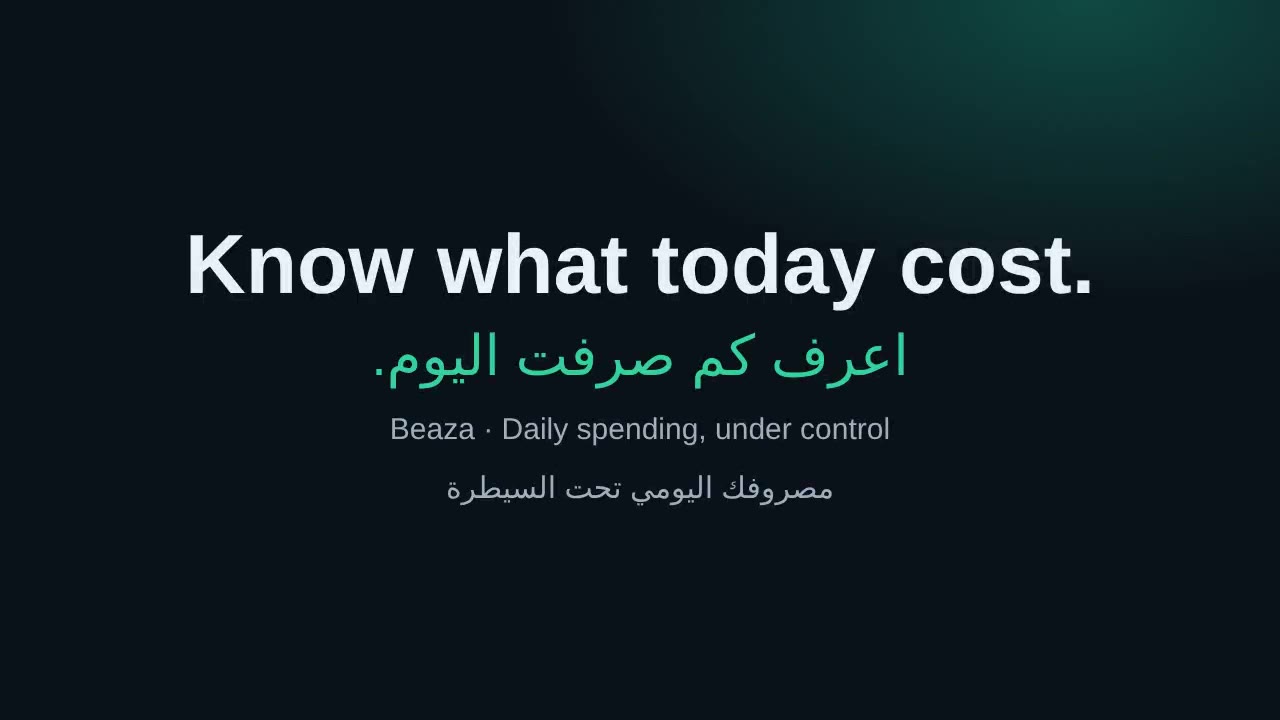 Know what today cost.
اعرف كم صرفت اليوم.
Beaza · Daily spending, under control
مصروفك اليومي تحت السيطرة